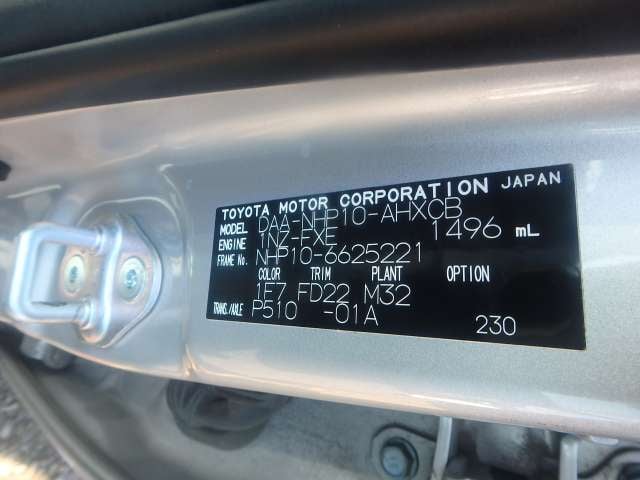 TOYOTA MOTOR CORPORATION JAPAN
MODEL DAA-NHP10-AHXCB
ENGINE 1NZ-FXE 1496 mL
FRAME No. NHP10-6625221
COLOR TRIM PLANT OPTION
1E7 FD22 M32
TRANS./AXLE P510 -01A
230